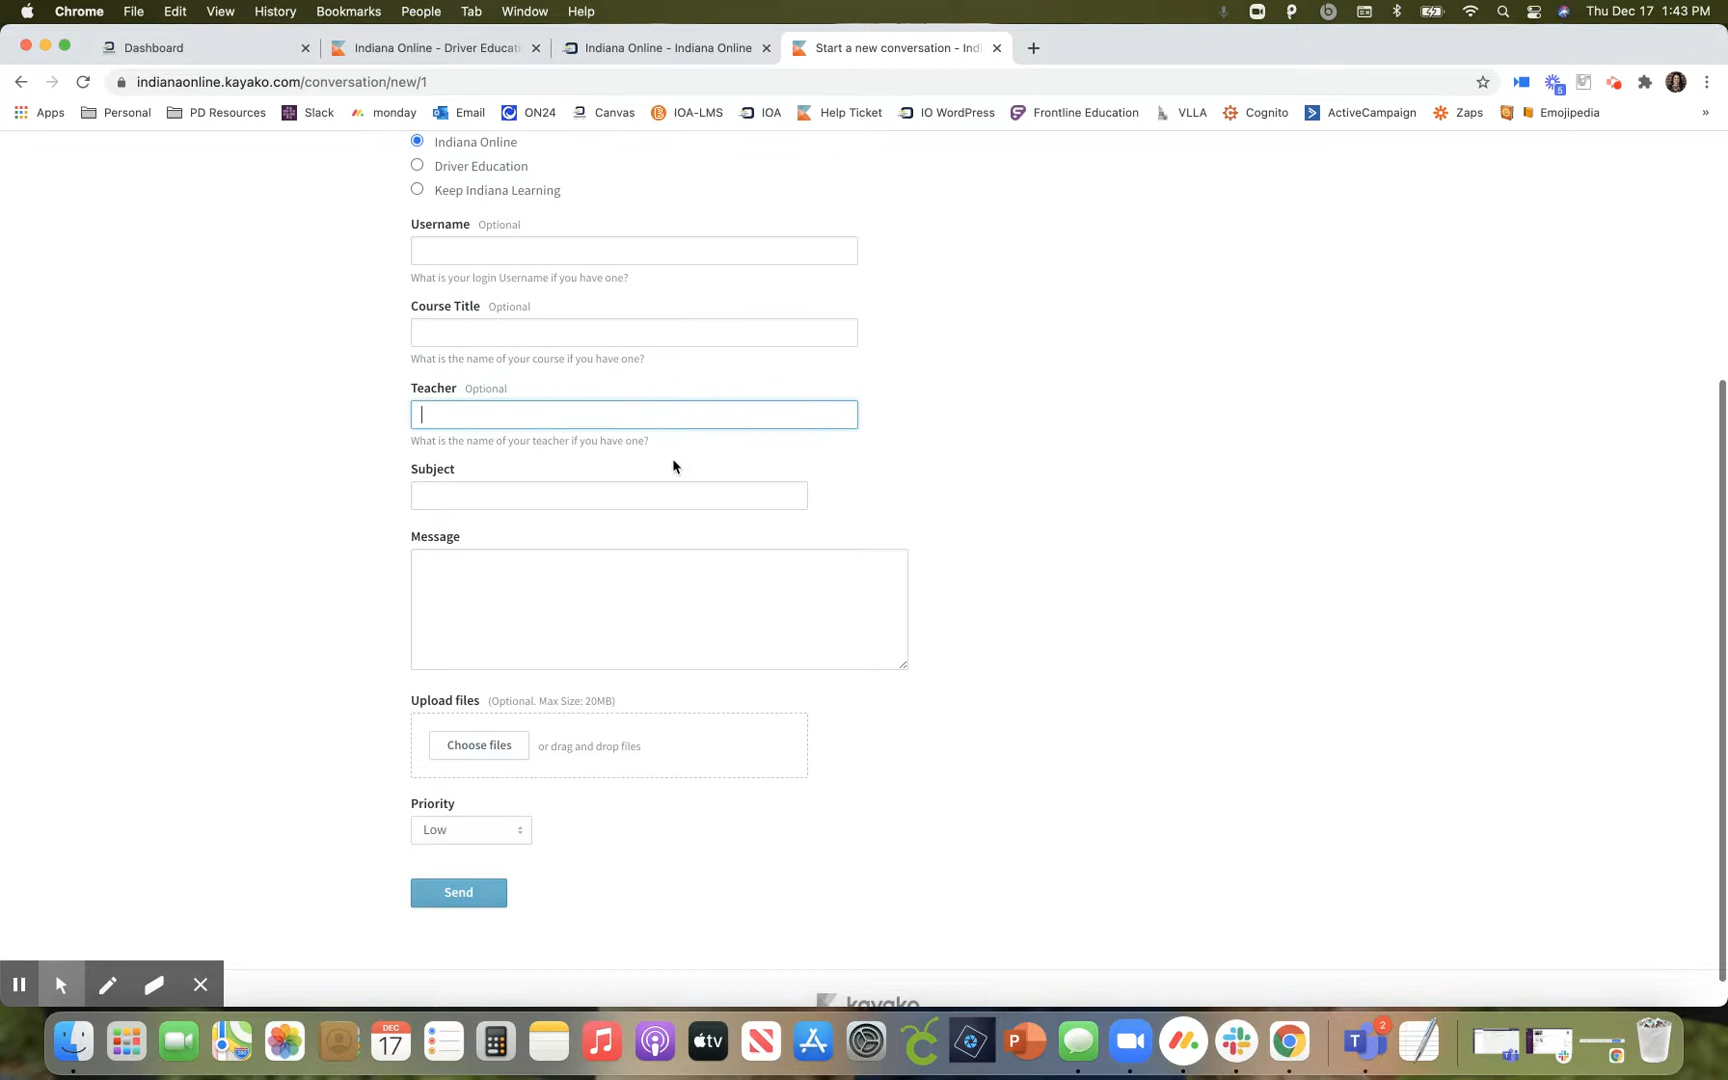 Chrome File Edit View History Bookmarks People Tab Window Help Thu Dec 17 1:43 PM
Dashboard Indiana Online - Driver Educati Indiana Online - Indiana Online Start a new conversation - Indi
indianaonline.kayako.com/conversation/new/1 5
Apps Personal PD Resources Slack monday Email ON24 Canvas IOA-LMS IOA Help Ticket IO WordPress Frontline Education VLLA Cognito ActiveCampaign Zaps Emojipedia »
Indiana Online
Driver Education
Keep Indiana Learning
Username Optional
What is your login Username if you have one?
Course Title Optional
What is the name of your course if you have one?
Teacher Optional
What is the name of your teacher if you have one?
Subject
Message
Upload files (Optional. Max Size: 20MB)
Choose files or drag and drop files
Priority
Low
Send
kayako
DEC
17
tv
P
2